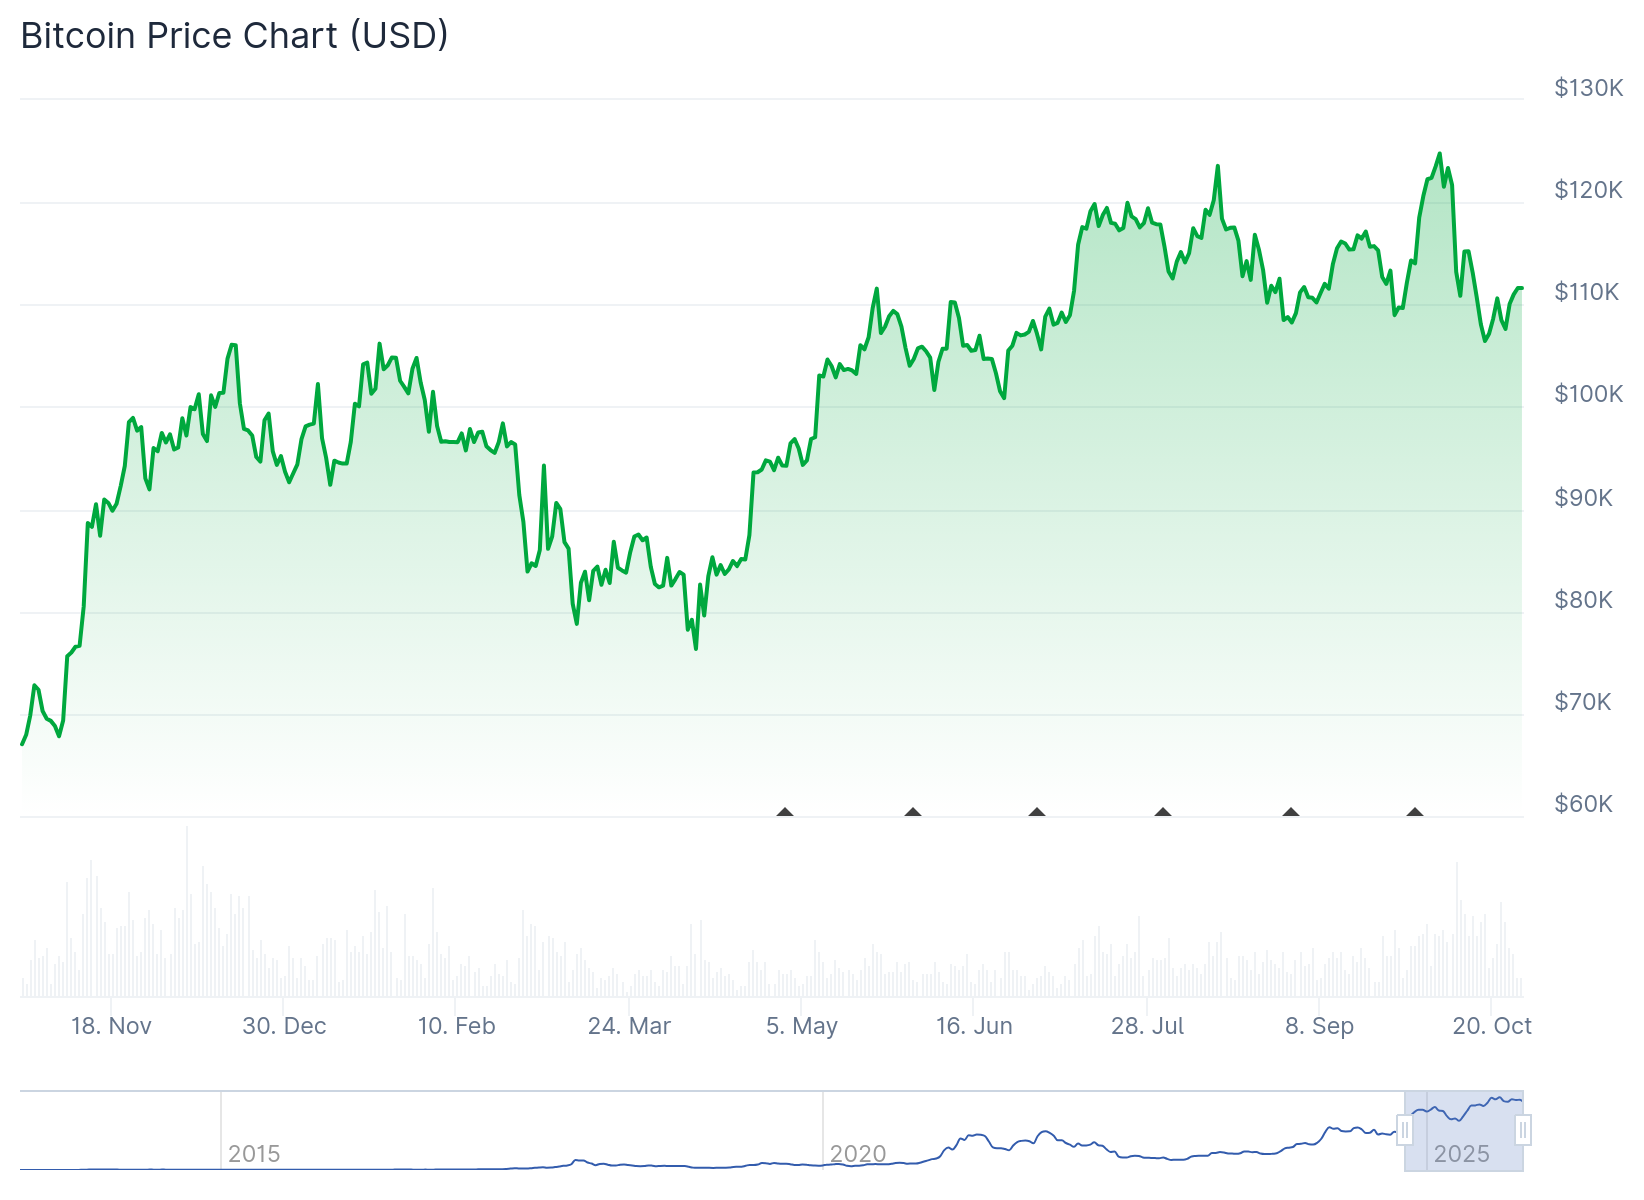 Bitcoin Price Chart (USD)
$130K
$120K
$110K
$100K
$90K
$80K
$70K
$60K
18. Nov 30. Dec 10. Feb 24. Mar 5. May 16. Jun 28. Jul 8. Sep 20. Oct
2015 2020 2025